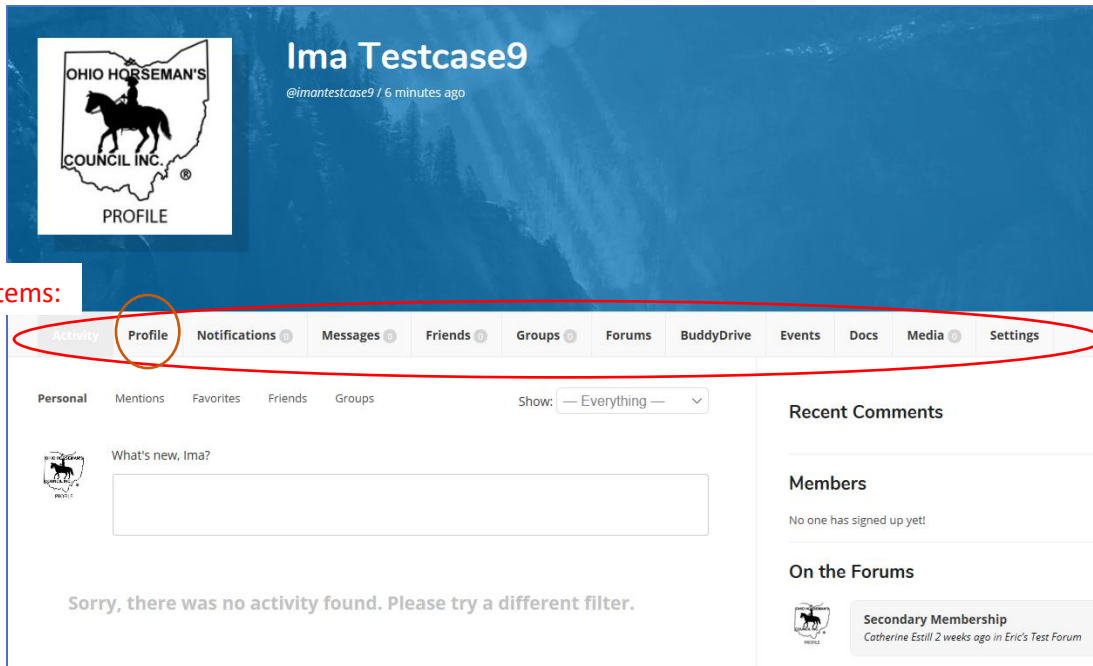 Ima Testcase9
@imantestcase9 / 6 minutes ago
OHIO HORSEMAN'S
COUNCIL INC.
®
PROFILE
tems:
Activity Profile Notifications 0 Messages 0 Friends 0 Groups 0 Forums BuddyDrive Events Docs Media 0 Settings
Personal Mentions Favorites Friends Groups Show: — Everything —
What's new, Ima?
PROFILE
Sorry, there was no activity found. Please try a different filter.
Recent Comments
Members
No one has signed up yet!
On the Forums
Secondary Membership
Catherine Estill 2 weeks ago in Eric's Test Forum